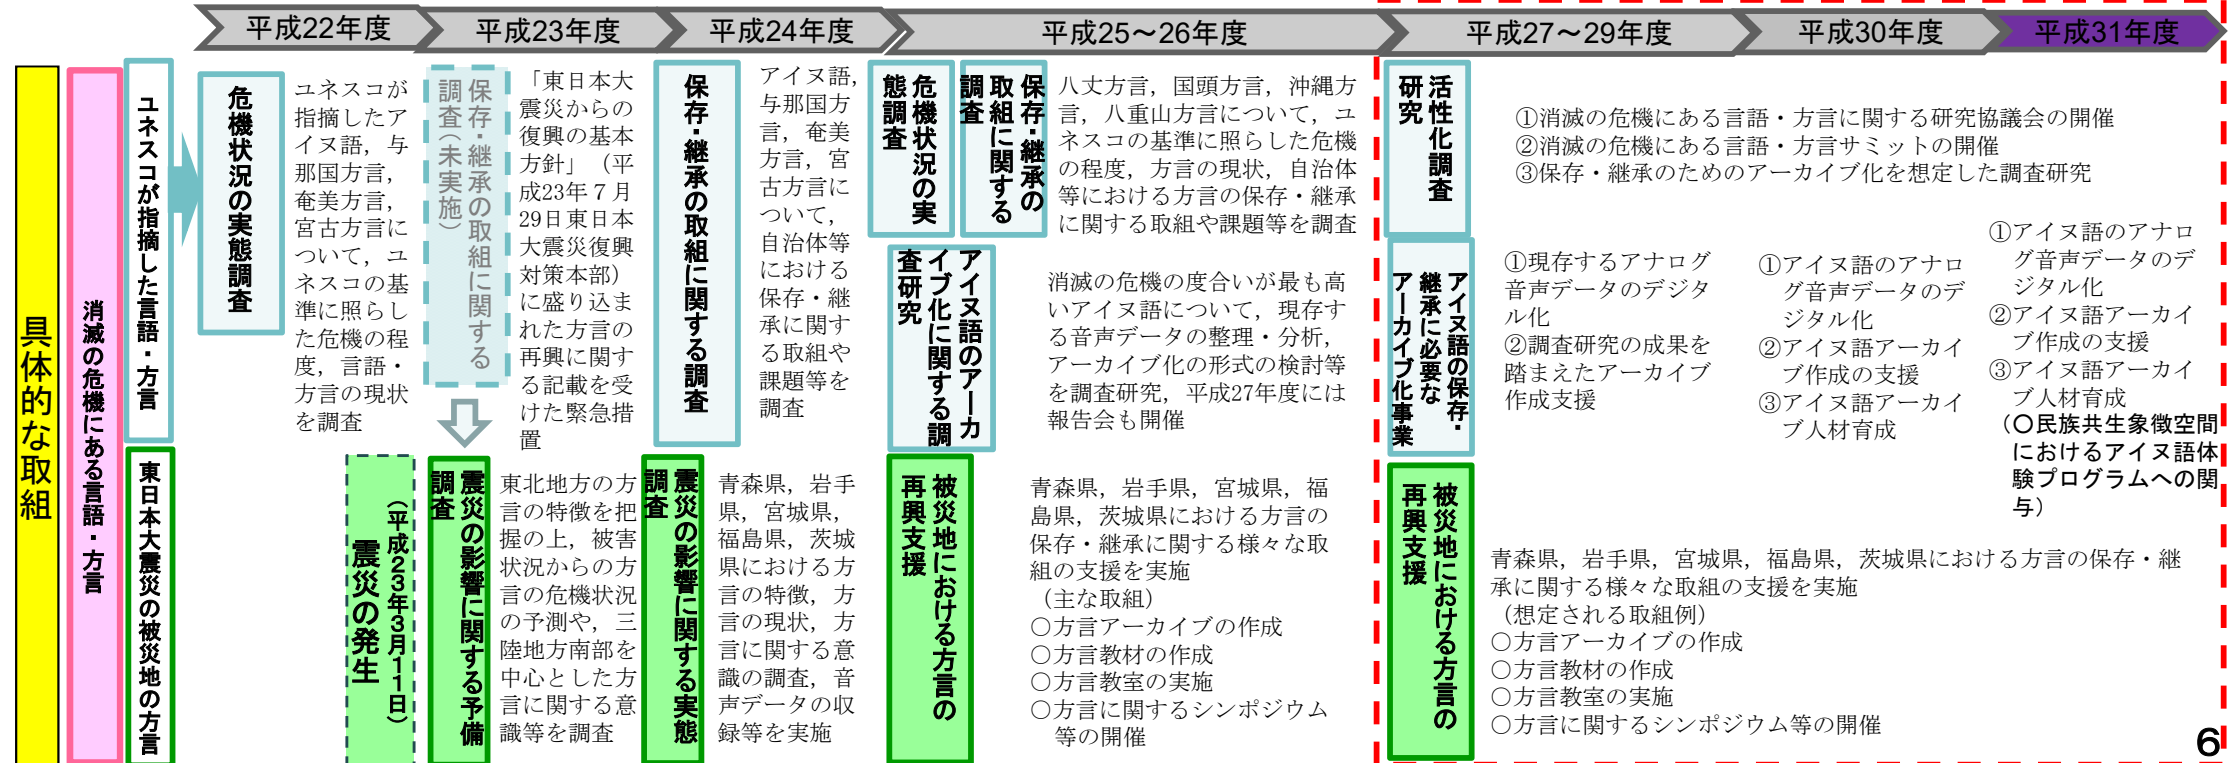 平成22年度
平成23年度
平成24年度
平成25～26年度
平成27～29年度
平成30年度
平成31年度
具体的な取組
消滅の危機にある言語・方言
ユネスコが指摘した言語・方言
危機状況の実態調査
ユネスコが
指摘したア
イヌ語，与
那国方言，
奄美方言，
宮古方言に
ついて，ユ
ネスコの基
準に照らし
た危機の程
度，言語・
方言の現状
を調査
保存・継承の取組に関する
調査（未実施）
「東日本大
震災からの
復興の基本
方針」（平
成23年７月
29日東日本
大震災復興
対策本部）
に盛り込ま
れた方言の
再興に関す
る記載を受
けた緊急措
置
保存・継承の取組に関する調査
アイヌ語，
与那国方
言，奄美
方言，宮
古方言に
ついて，
自治体等
における
保存・継
承に関す
る取組や
課題等を
調査
危機状況の実
態調査
保存・継承の
取組に関する
調査
八丈方言，国頭方言，沖縄方
言，八重山方言について，ユ
ネスコの基準に照らした危機
の程度，方言の現状，自治体
等における方言の保存・継承
に関する取組や課題等を調査
アイヌ語のアーカ
イブ化に関する調
査研究
消滅の危機の度合いが最も高
いアイヌ語について，現存す
る音声データの整理・分析，
アーカイブ化の形式の検討等
を調査研究，平成27年度には
報告会も開催
活性化調査
研究
①消滅の危機にある言語・方言に関する研究協議会の開催
②消滅の危機にある言語・方言サミットの開催
③保存・継承のためのアーカイブ化を想定した調査研究
アイヌ語の保存・
継承に必要な
アーカイブ化事業
①現存するアナログ
音声データのデジタ
ル化
②調査研究の成果を
踏まえたアーカイブ
作成支援
①アイヌ語のアナロ
グ音声データのデ
ジタル化
②アイヌ語アーカイ
ブ作成の支援
③アイヌ語アーカイ
ブ人材育成
①アイヌ語のアナロ
グ音声データのデ
ジタル化
②アイヌ語アーカイ
ブ作成の支援
③アイヌ語アーカイ
ブ人材育成
（〇民族共生象徴空間
におけるアイヌ語体
験プログラムへの関
与）
東日本大震災の被災地の方言
震災の発生
（平成23年3月11日）
震災の影響に関する予備
調査
東北地方の方
言の特徴を把
握の上，被害
状況からの方
言の危機状況
の予測や，三
陸地方南部を
中心とした方
言に関する意
識等を調査
震災の影響に関する実態
調査
青森県，岩手
県，宮城県，
福島県，茨城
県における方
言の特徴，方
言の現状，方
言に関する意
識の調査，音
声データの収
録等を実施
被災地における方言の
再興支援
青森県，岩手県，宮城県，福
島県，茨城県における方言の
保存・継承に関する様々な取
組の支援を実施
（主な取組）
○方言アーカイブの作成
○方言教材の作成
○方言教室の実施
○方言に関するシンポジウム
等の開催
被災地における方言の
再興支援
青森県，岩手県，宮城県，福島県，茨城県における方言の保存・継
承に関する様々な取組の支援を実施
（想定される取組例）
○方言アーカイブの作成
○方言教材の作成
○方言教室の実施
○方言に関するシンポジウム等の開催
6